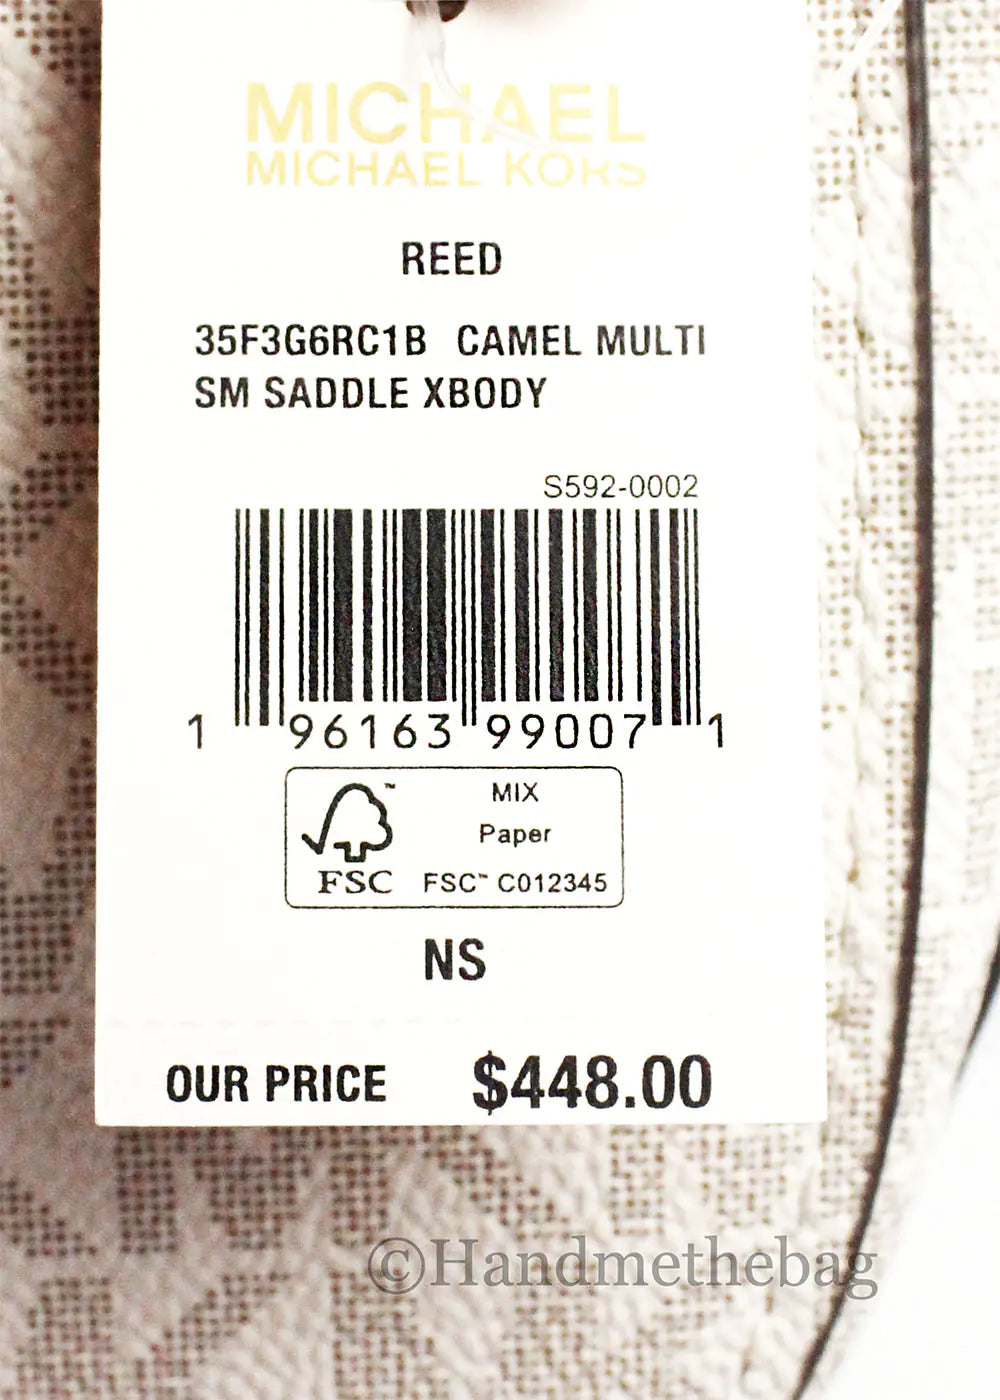 MICHAEL
MICHAEL KORS
REED
35F3G6RC1B CAMEL MULTI
SM SADDLE XBODY
S592-0002
1 96163 99007 1
FSC™
MIX
Paper
FSC™ C012345
NS
OUR PRICE $448.00
©Handmethebag